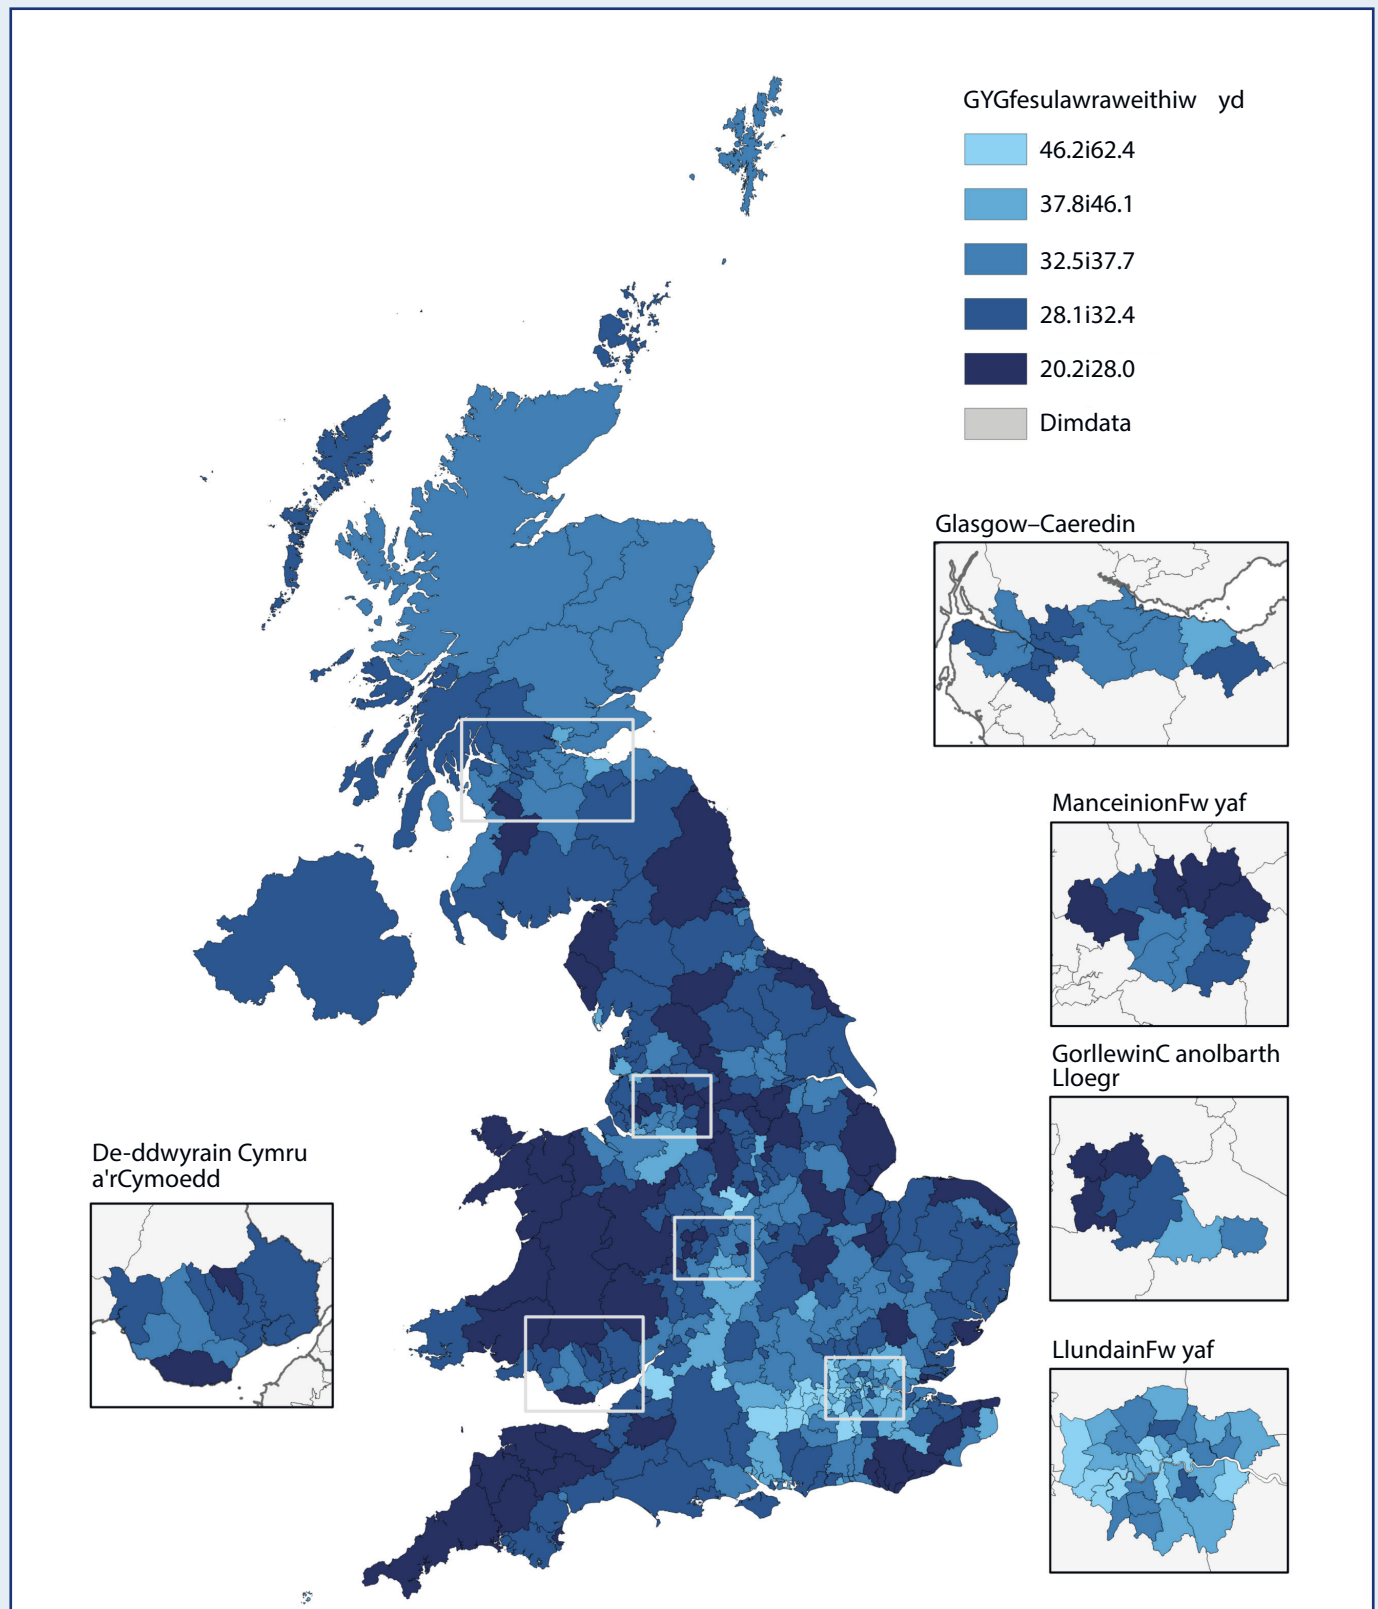 GYGfesulawraweithiw yd
46.2i62.4
37.8i46.1
32.5i37.7
28.1i32.4
20.2i28.0
Dimdata
Glasgow–Caeredin
ManceinionFw yaf
GorllewinC anolbarth
Lloegr
De-ddwyrain Cymru
a'rCymoedd
LlundainFw yaf